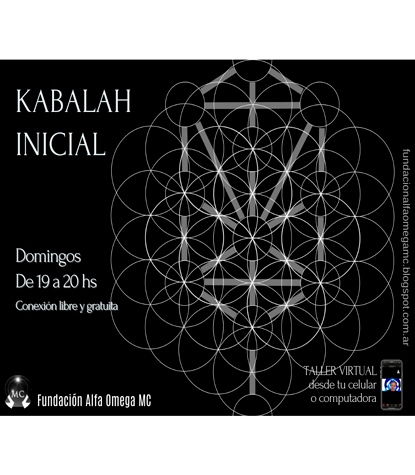 KABALAH
INICIAL
Domingos
De 19 a 20 hs
Conexión libre y gratuita
fundacionalfaomegamc.blogspot.com.ar
TALLER VIRTUAL
desde tu celular
o computadora
MC
Fundación Alfa Omega MC